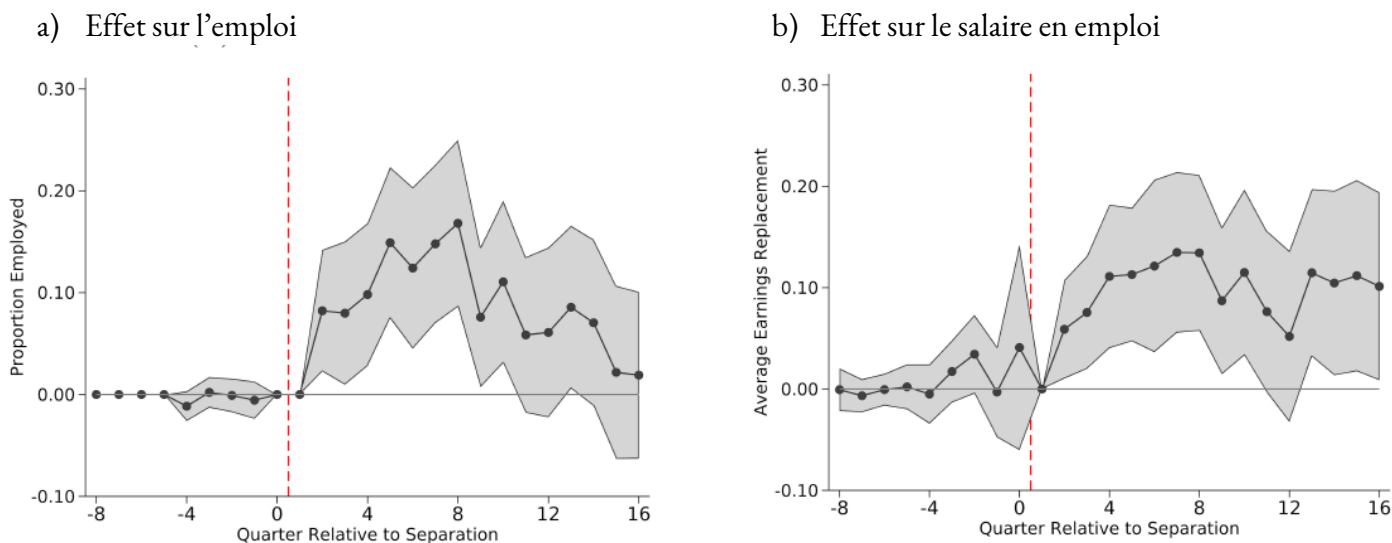 a) Effet sur l'emploi
0.30
0.20
0.10
0.00
-0.10
Proportion Employed
-8 -4 0 4 8 12 16
Quarter Relative to Separation
b) Effet sur le salaire en emploi
0.30
0.20
0.10
0.00
-0.10
Average Earnings Replacement
-8 -4 0 4 8 12 16
Quarter Relative to Separation